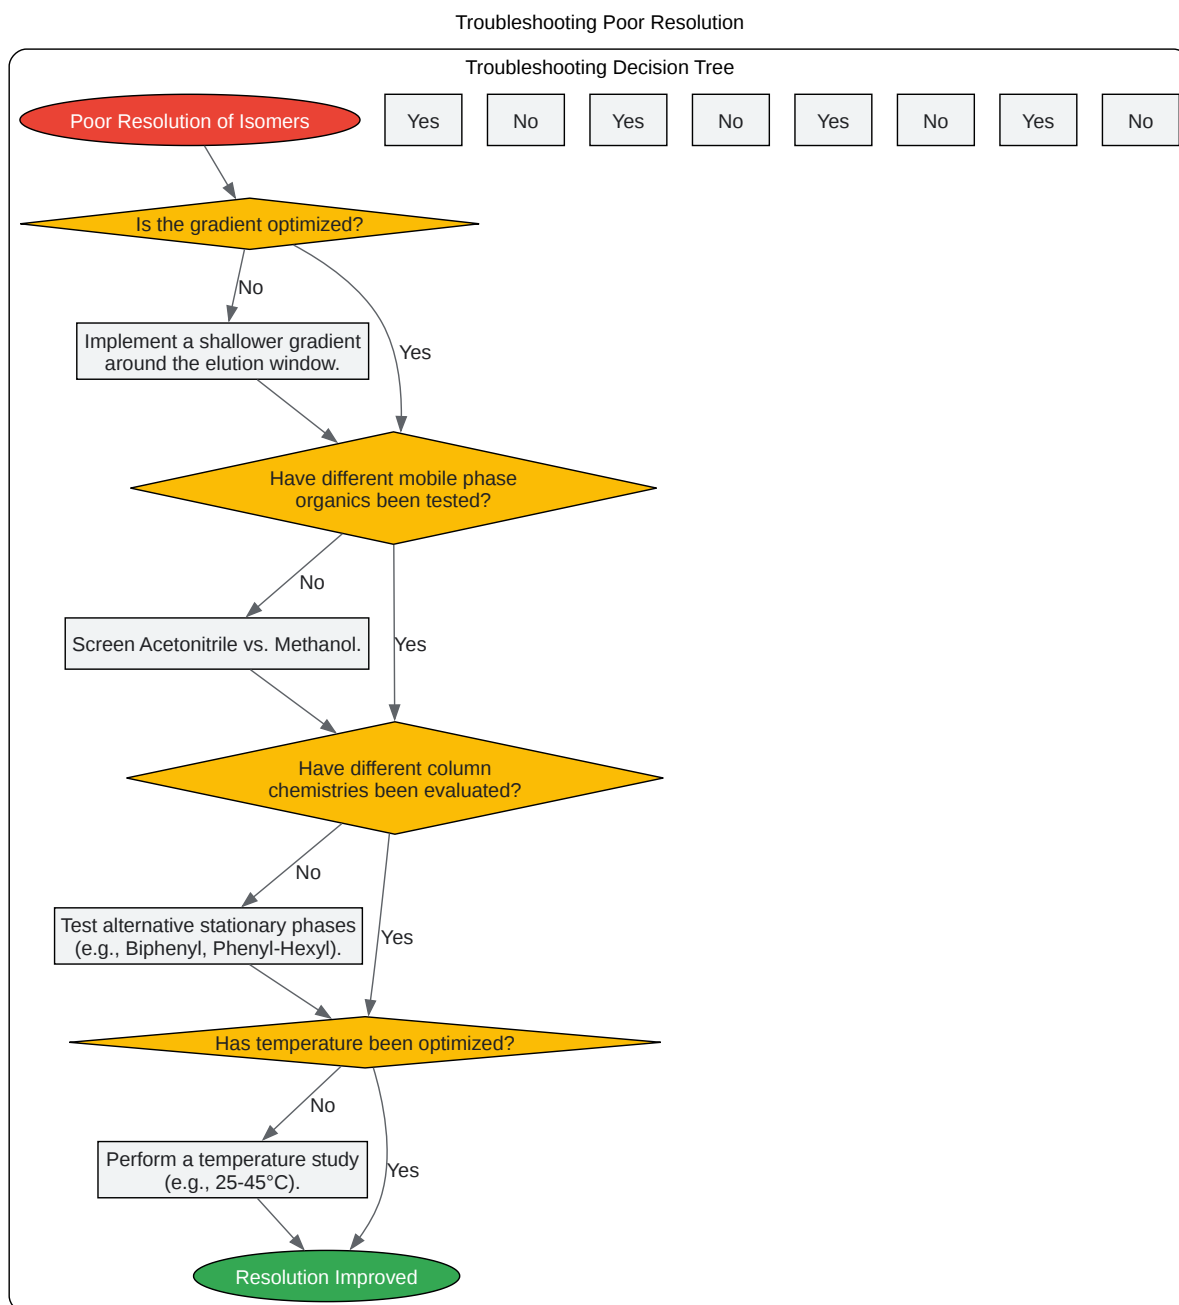 Troubleshooting Poor Resolution
Troubleshooting Decision Tree
Poor Resolution of Isomers
Yes
No
Yes
No
Yes
No
Yes
No
Is the gradient optimized?
No
Implement a shallower gradient
around the elution window.
Yes
Have different mobile phase
organics been tested?
No
Screen Acetonitrile vs. Methanol.
Yes
Have different column
chemistries been evaluated?
No
Test alternative stationary phases
(e.g., Biphenyl, Phenyl-Hexyl).
Yes
Has temperature been optimized?
No
Perform a temperature study
(e.g., 25-45°C).
Yes
Resolution Improved